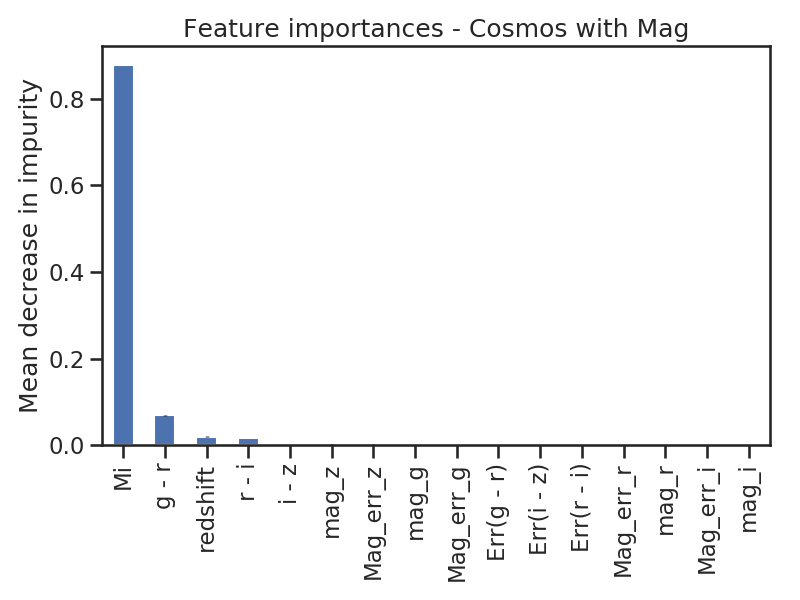 Feature importances - Cosmos with Mag
Mean decrease in impurity
0.8
0.6
0.4
0.2
0.0
Mi
g - r
redshift
r - i
i - z
mag_z
Mag_err_z
mag_g
Mag_err_g
Err(g - r)
Err(i - z)
Err(r - i)
Mag_err_r
mag_r
Mag_err_i
mag_i